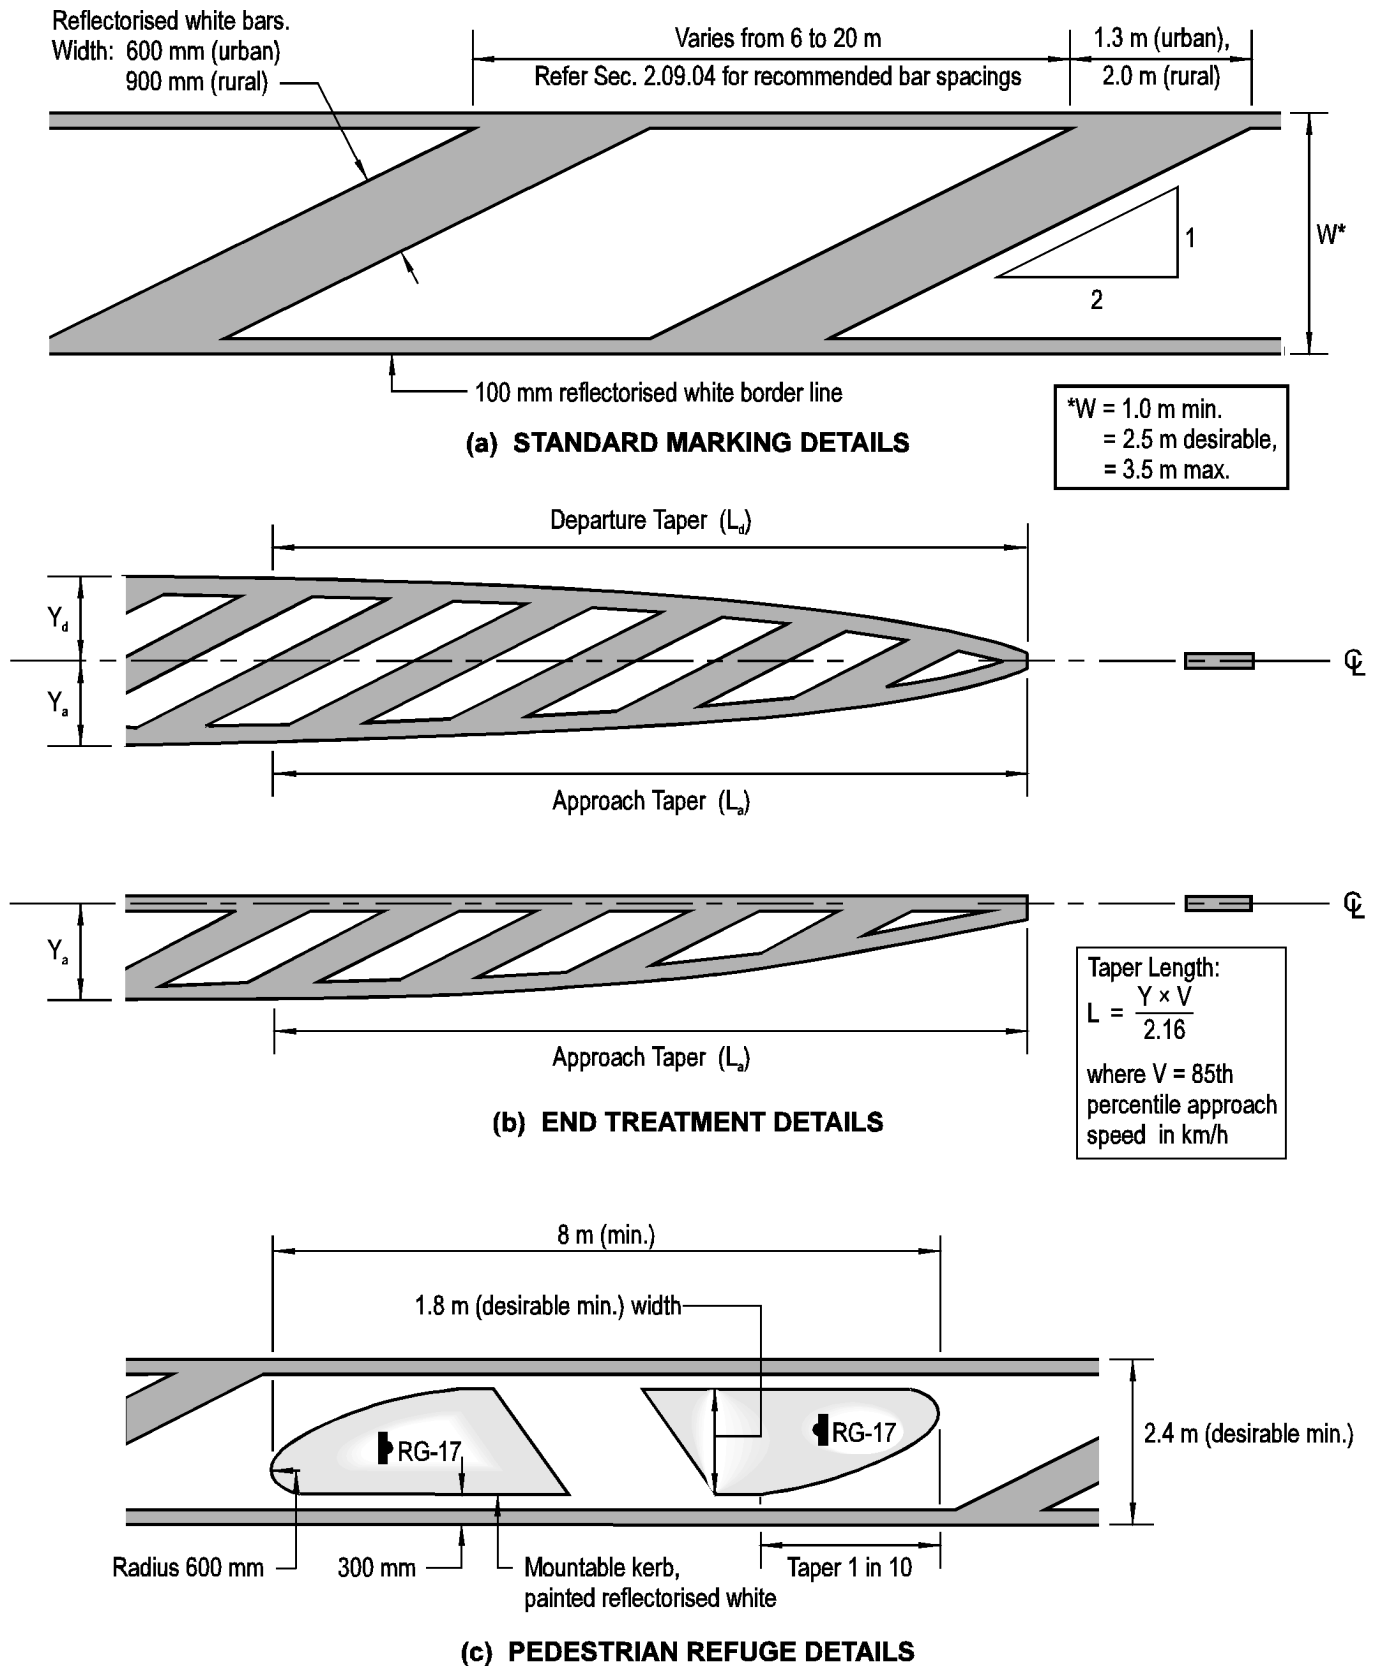 Reflectorised white bars.
Width: 600 mm (urban)
900 mm (rural)
Varies from 6 to 20 m
Refer Sec. 2.09.04 for recommended bar spacings
1.3 m (urban),
2.0 m (rural)
1
2
W*
100 mm reflectorised white border line
(a) STANDARD MARKING DETAILS
*W = 1.0 m min.
= 2.5 m desirable,
= 3.5 m max.
Departure Taper (Ld)
Yd
Ya
℄
Approach Taper (La)
Ya
℄
Approach Taper (La)
Taper Length:
L = Y × V
2.16
where V = 85th
percentile approach
speed in km/h
(b) END TREATMENT DETAILS
8 m (min.)
1.8 m (desirable min.) width
RG-17
RG-17
2.4 m (desirable min.)
Radius 600 mm
300 mm
Mountable kerb,
painted reflectorised white
Taper 1 in 10
(c) PEDESTRIAN REFUGE DETAILS